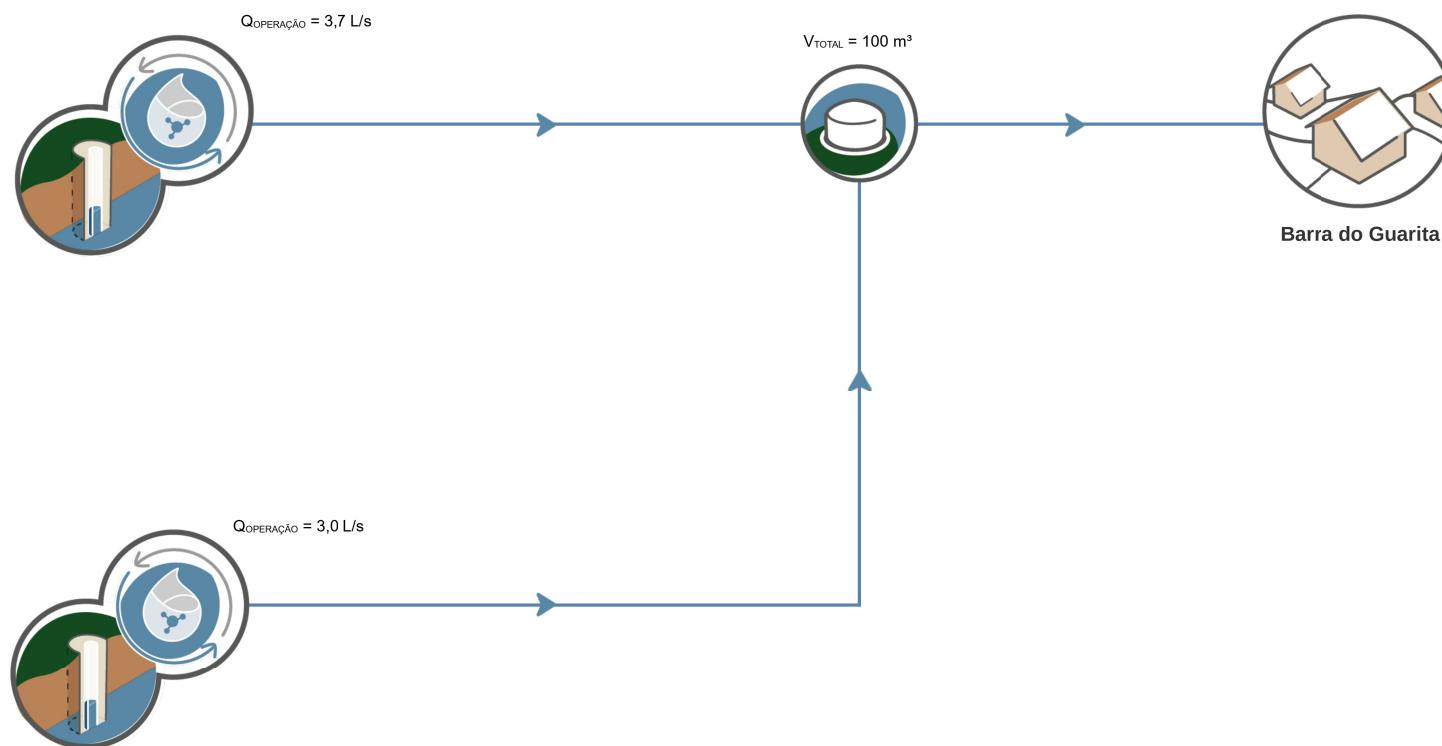 QOPERAÇÃO = 3,7 L/s
VTOTAL = 100 m³
Barra do Guarita
QOPERAÇÃO = 3,0 L/s